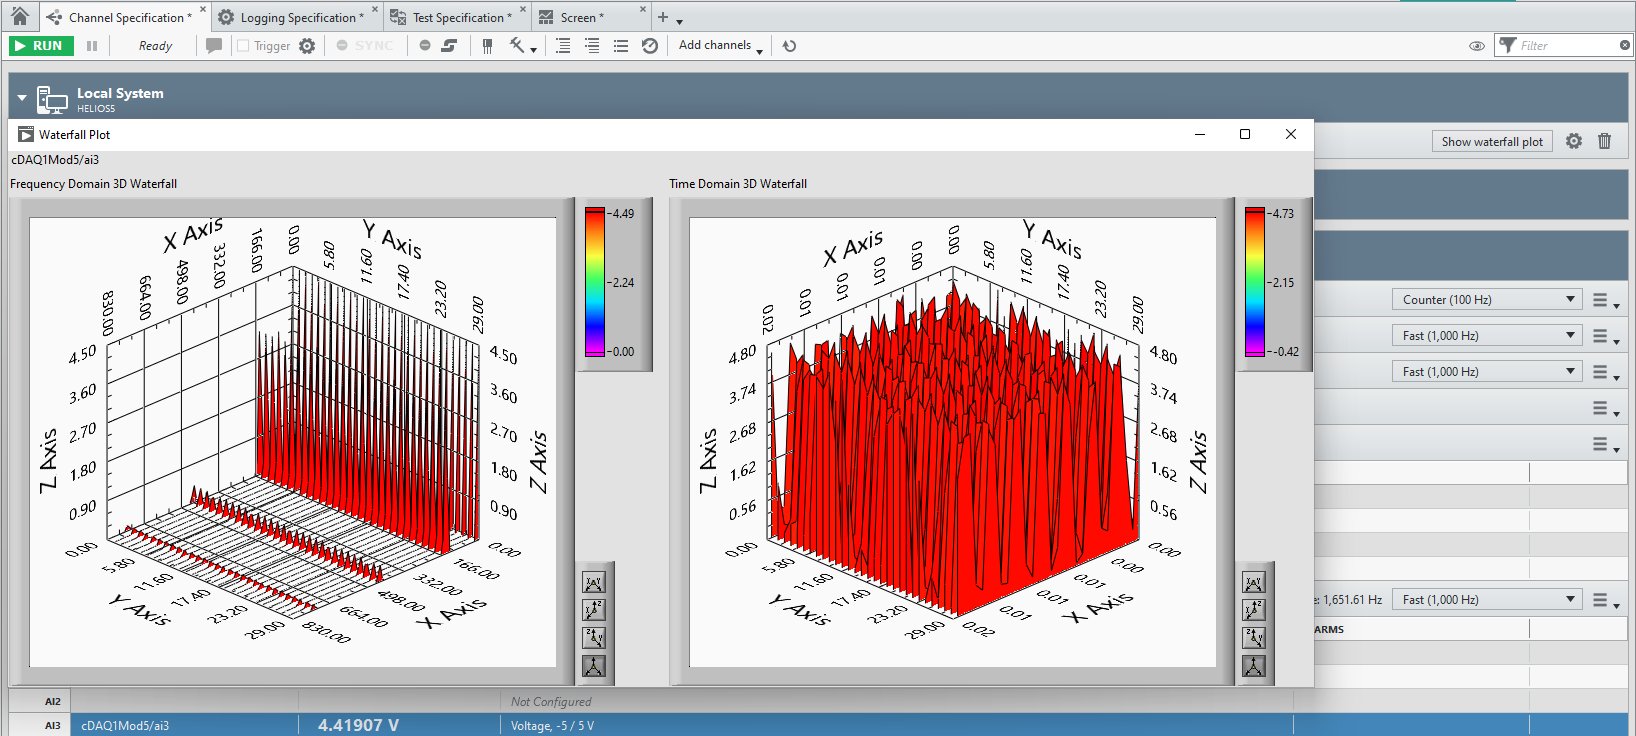 Channel Specification *
Logging Specification *
Test Specification *
Screen *
RUN
Ready
Trigger
SYNC
Add channels
Filter
Local System
HELIOS5
Waterfall Plot
cDAQ1Mod5/ai3
Show waterfall plot
Frequency Domain 3D Waterfall
X Axis
Y Axis
830.00
664.00
498.00
332.00
166.00
0.00
5.80
11.60
17.40
23.20
29.00
4.50
3.60
2.70
1.80
0.90
0.00
Z Axis
4.50
3.60
2.70
1.80
0.90
0.00
Z Axis
5.80
11.60
17.40
23.20
29.00
Y Axis
166.00
332.00
498.00
664.00
830.00
X Axis
4.49
2.24
0.00
Time Domain 3D Waterfall
X Axis
Y Axis
0.02
0.01
0.01
0.01
0.00
0.00
5.80
11.60
17.40
23.20
29.00
4.80
3.74
2.68
1.62
0.56
0.00
Z Axis
4.80
3.74
2.68
1.62
0.56
0.00
Z Axis
5.80
11.60
17.40
23.20
29.00
Y Axis
0.00
0.01
0.01
0.01
0.02
X Axis
4.73
2.15
-0.42
Counter (100 Hz)
Fast (1,000 Hz)
Fast (1,000 Hz)
e: 1,651.61 Hz
Fast (1,000 Hz)
ARMS
AI2
Not Configured
AI3
cDAQ1Mod5/ai3
4.41907 V
Voltage, -5 / 5 V